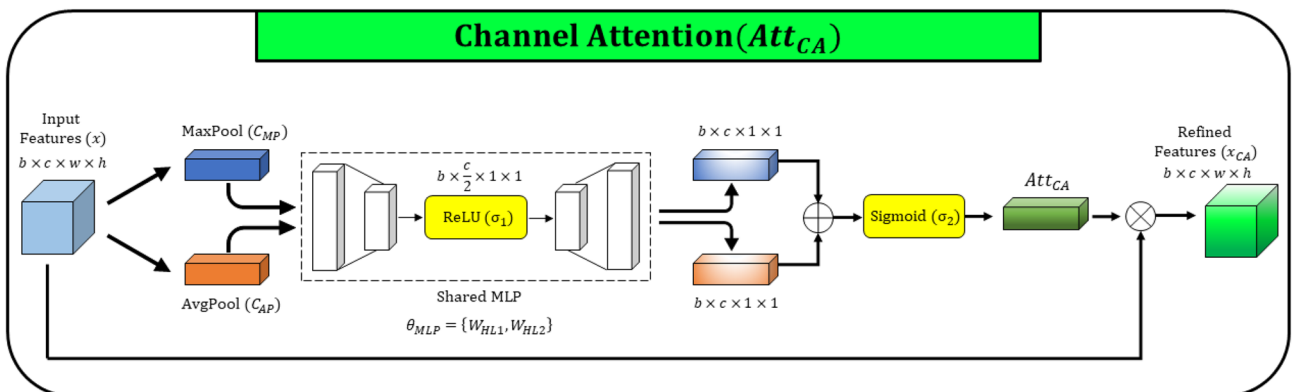 Channel Attention(Att_CA)
Input
Features (x)
b × c × w × h
MaxPool (C_MP)
AvgPool (C_AP)
b × c/2 × 1 × 1
ReLU (σ₁)
Shared MLP
θ_MLP = {W_HL1, W_HL2}
b × c × 1 × 1
b × c × 1 × 1
Sigmoid (σ₂)
Att_CA
Refined
Features (x_CA)
b × c × w × h